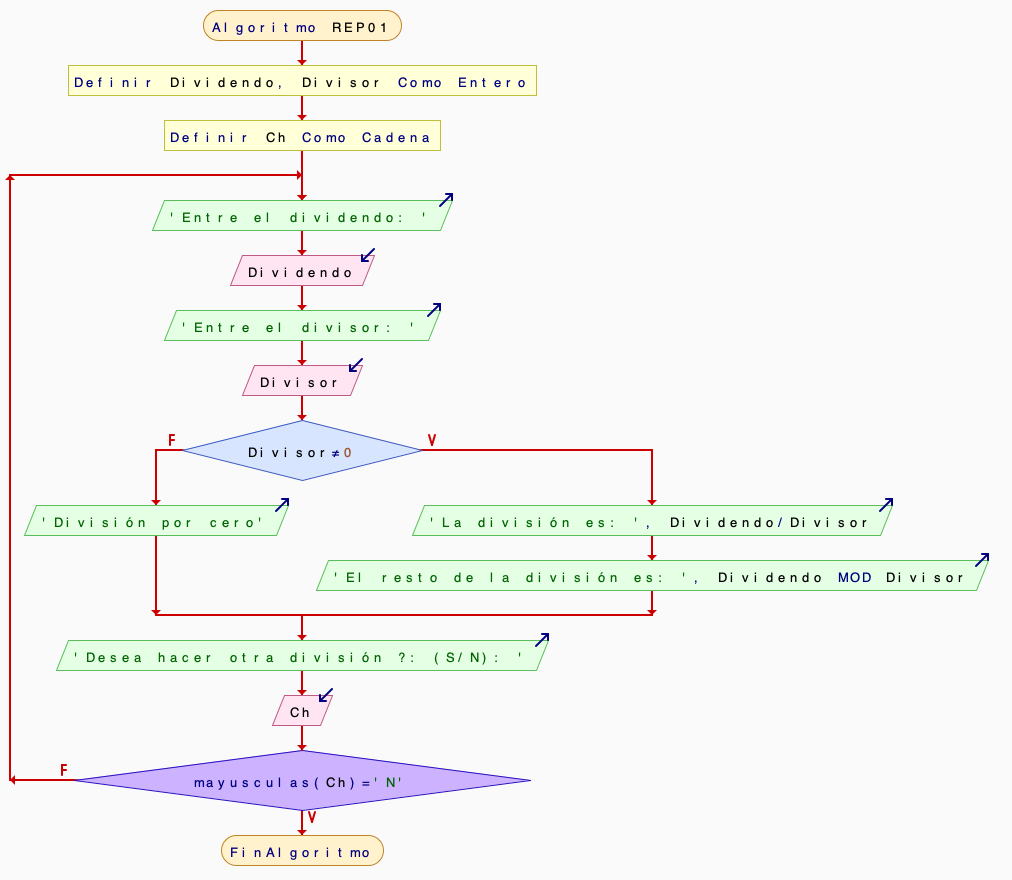 Algoritmo REP01
Definir Dividendo, Divisor Como Entero
Definir Ch Como Cadena
'Entre el dividendo: '
Dividendo
'Entre el divisor: '
Divisor
F
V
Divisor≠0
'División por cero'
'La división es: ', Dividendo/Divisor
'El resto de la división es: ', Dividendo MOD Divisor
'Desea hacer otra división ?: (S/N): '
Ch
F
mayusculas(Ch)='N'
V
FinAlgoritmo